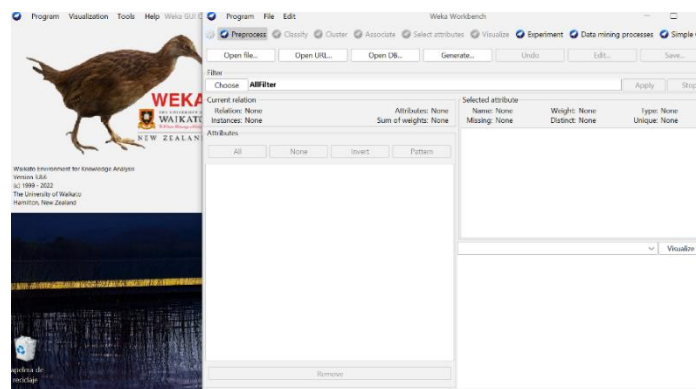 Program Visualization Tools Help Weka GUI C
WEKA
THE UNIVERSITY OF
WAIKATO
NEW ZEALAN
Waikato Environment for Knowledge Analysis
Version 3.8.6
(c) 1999 - 2022
The University of Waikato
Hamilton, New Zealand
apelera de
reciclaje
Program File Edit Weka Workbench
Preprocess Classify Cluster Associate Select attributes Visualize Experiment Data mining processes Simple
Open file... Open URL... Open DB... Generate... Undo Edit... Save...
Filter
Choose AllFilter Apply Stop
Current relation
Relation: None Attributes: None
Instances: None Sum of weights: None
Selected attribute
Name: None Weight: None Type: None
Missing: None Distinct: None Unique: None
Attributes
All None Invert Pattern
Visualize
Remove